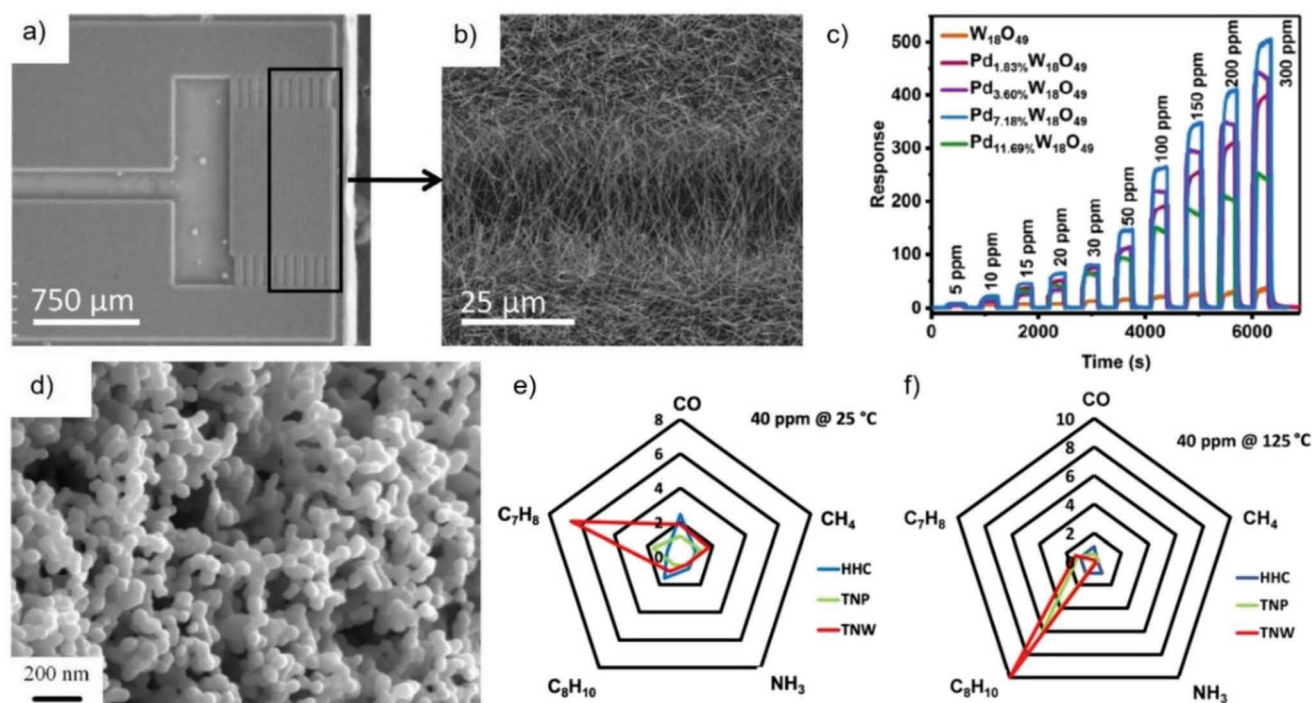 a)
750 µm
b)
25 µm
c)
Response
500
400
300
200
100
0
W₁₈O₄₉
Pd₁.₈₃%W₁₈O₄₉
Pd₃.₆₀%W₁₈O₄₉
Pd₇.₁₈%W₁₈O₄₉
Pd₁₁.₆₉%W₁₈O₄₉
5 ppm
10 ppm
15 ppm
20 ppm
30 ppm
50 ppm
100 ppm
150 ppm
200 ppm
300 ppm
0
2000
4000
6000
Time (s)
d)
200 nm
e)
CO
40 ppm @ 25 °C
8
6
4
2
0
C₇H₈
CH₄
C₈H₁₀
NH₃
HHC
TNP
TNW
f)
CO
40 ppm @ 125 °C
10
8
6
4
2
0
C₇H₈
CH₄
C₈H₁₀
NH₃
HHC
TNP
TNW